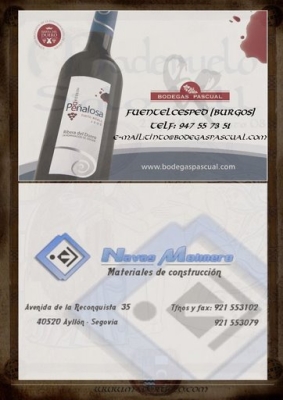 Peñalosa
Ribera del Duero
BODEGAS PASCUAL
FUENTELCESPED (BURGOS)
TELF: 947 55 73 51
E-MAIL.TINTO@BODEGASPASCUAL.COM
www.bodegaspascual.com
Navas Moinero
Materiales de construcción
Avenida de la Reconquista 35
Tfnos y fax: 921 553102
40520 Ayllón - Segovia
921 553079